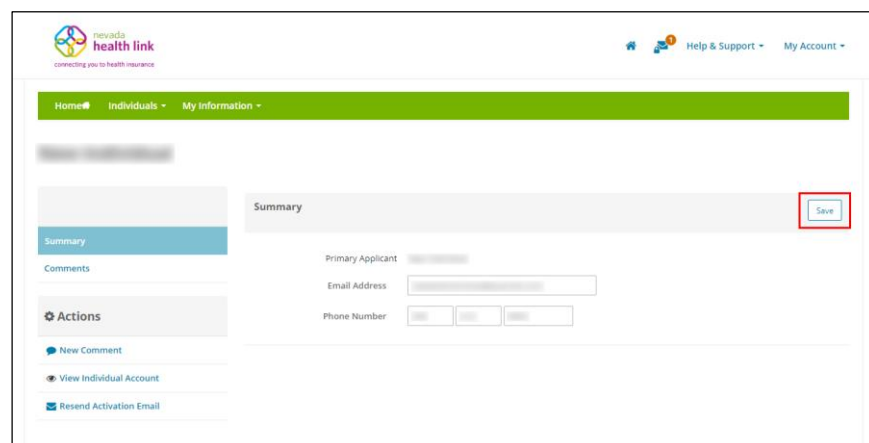 nevada
health link
connecting you to health insurance
1
Help & Support
My Account
Home
Individuals
My Information
Summary
Save
Summary
Comments
Primary Applicant
Email Address
Phone Number
Actions
New Comment
View Individual Account
Resend Activation Email